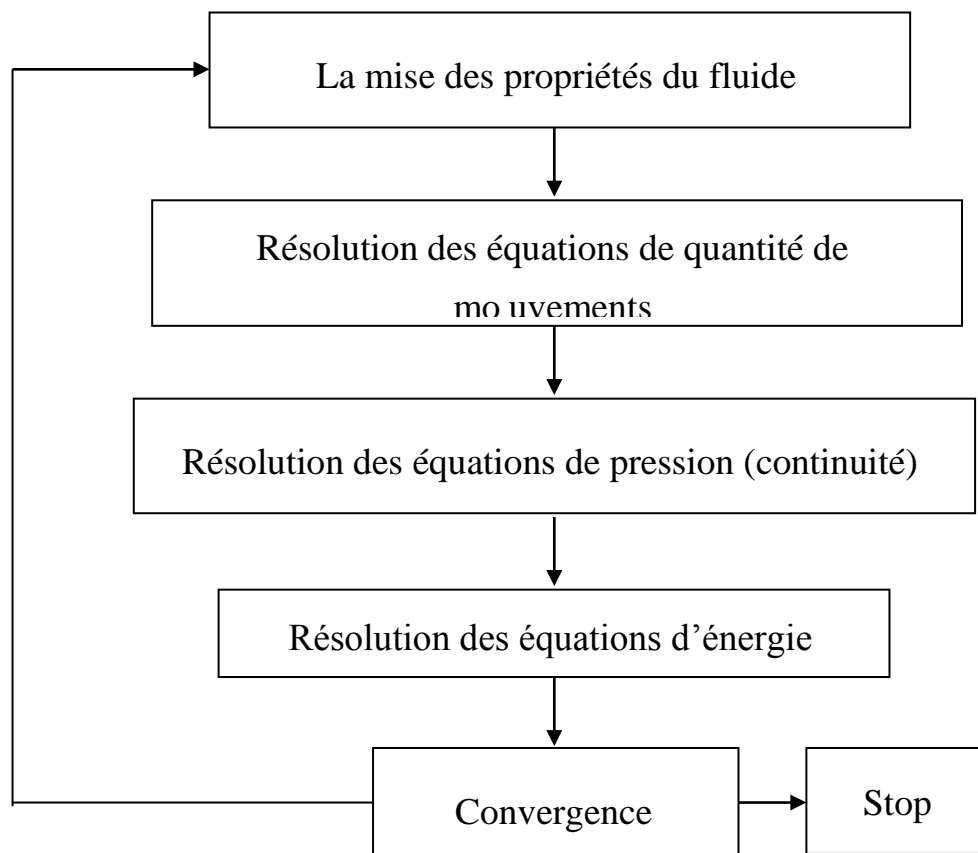 La mise des propriétés du fluide
Résolution des équations de quantité de
mo uvements
Résolution des équations de pression (continuité)
Résolution des équations d’énergie
Convergence
Stop